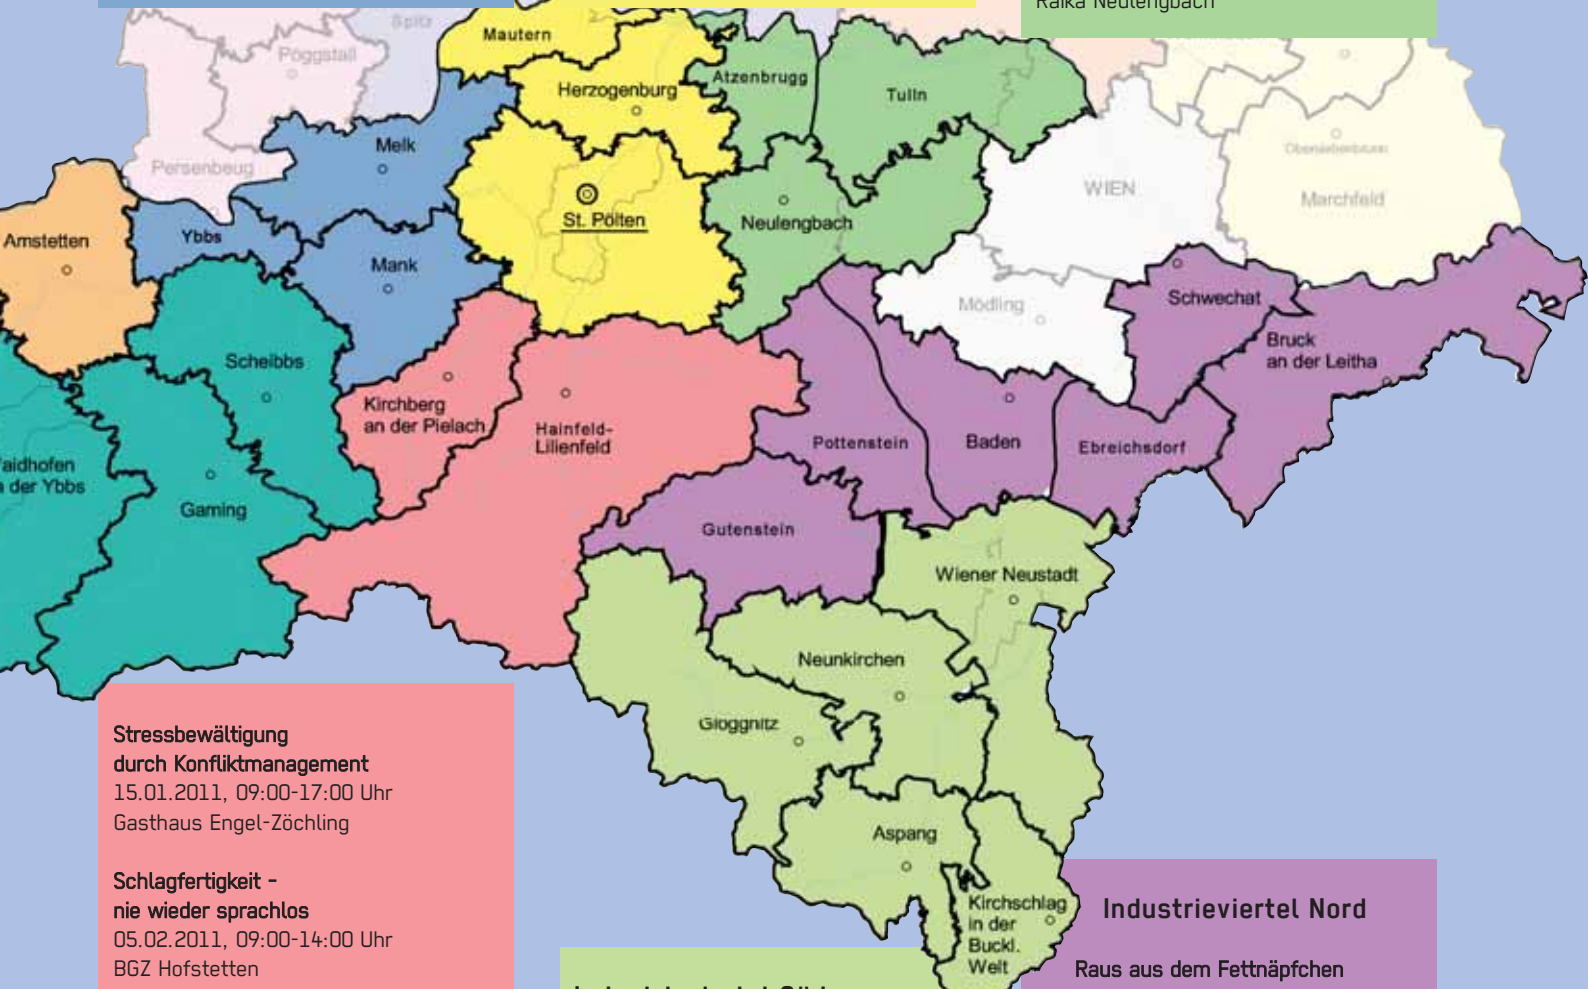 Raika Neulengbach
Spitz
Mautern
Pöggstall
Herzogenburg
Atzenbrugg
Tulln
Melk
Persenbeug
Obersiebenbrunn
WIEN
Marchfeld
St. Pölten
Neulengbach
Amstetten
Ybbs
Mank
Schwechat
Mödling
Bruck
an der Leitha
Scheibbs
Kirchberg
an der Pielach
Hainfeld-
Lilienfeld
Pottenstein
Baden
Ebreichsdorf
aidhofen
der Ybbs
Gaming
Gutenstein
Wiener Neustadt
Neunkirchen
Gloggnitz
Aspang
Kirchschlag
in der
Buckl.
Welt
Stressbewältigung
durch Konfliktmanagement
15.01.2011, 09:00-17:00 Uhr
Gasthaus Engel-Zöchling
Schlagfertigkeit -
nie wieder sprachlos
05.02.2011, 09:00-14:00 Uhr
BGZ Hofstetten
Industrieviertel Nord
Raus aus dem Fettnäpfchen